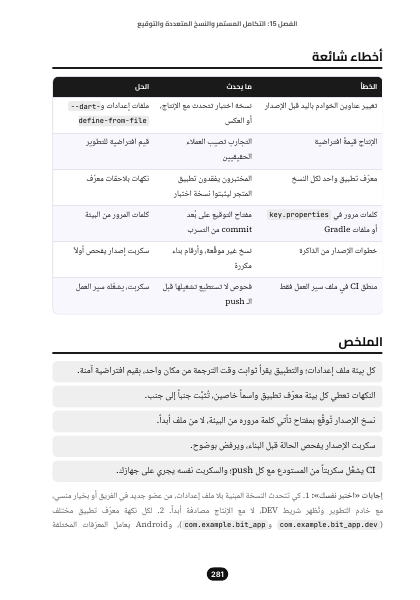 الفصل 15: التكامل المستمر والنسخ المتعددة والتوقيع
أخطاء شائعة
الخطأ ما يحدث الحل
تغيير عناوين الخوادم باليد قبل الإصدار نسخة اختبار تتحدث مع الإنتاج، أو العكس ملفات إعدادات و--dart-define-from-file
الإنتاج قيمةً افتراضية التجارب تصيب العملاء الحقيقيين قيم افتراضية للتطوير
معرّف تطبيق واحد لكل النسخ المختبرون يفقدون تطبيق المتجر ليثبتوا نسخة اختبار نكهات بلاحقات معرّف
كلمات مرور في key.properties أو ملفات Gradle مفتاح التوقيع على بُعد commit من التسرب كلمات المرور من البيئة
خطوات الإصدار من الذاكرة نسخ غير موقّعة، وأرقام بناء مكررة سكربت إصدار يفحص أولاً
منطق CI في ملف سير العمل فقط فحوص لا تستطيع تشغيلها قبل الـ push سكربت، يشغّله سير العمل
الملخص
كل بيئة ملف إعدادات؛ والتطبيق يقرأ ثوابت وقت الترجمة من مكان واحد، بقيم افتراضية آمنة.
النكهات تعطي كل بيئة معرّف تطبيق واسماً خاصين، تُثبَّت جنباً إلى جنب.
نسخ الإصدار تُوقَّع بمفتاح تأتي كلمة مروره من البيئة، لا من ملف أبداً.
سكربت الإصدار يفحص الحالة قبل البناء، ويرفض بوضوح.
CI يشغّل سكربتاً من المستودع مع كل push؛ والسكربت نفسه يجري على جهازك.
إجابات «اختبر نفسك»: 1. كي تتحدث النسخة المبنية بلا ملف إعدادات، من عضو جديد في الفريق أو بخيار منسي،
مع خادم التطوير وتُظهر شريط DEV، لا مع الإنتاج مصادفة أبداً. 2. لكل نكهة معرّف تطبيق مختلف
(com.example.bit_app.dev و com.example.bit_app)، وAndroid يعامل المعرّفات المختلفة
281